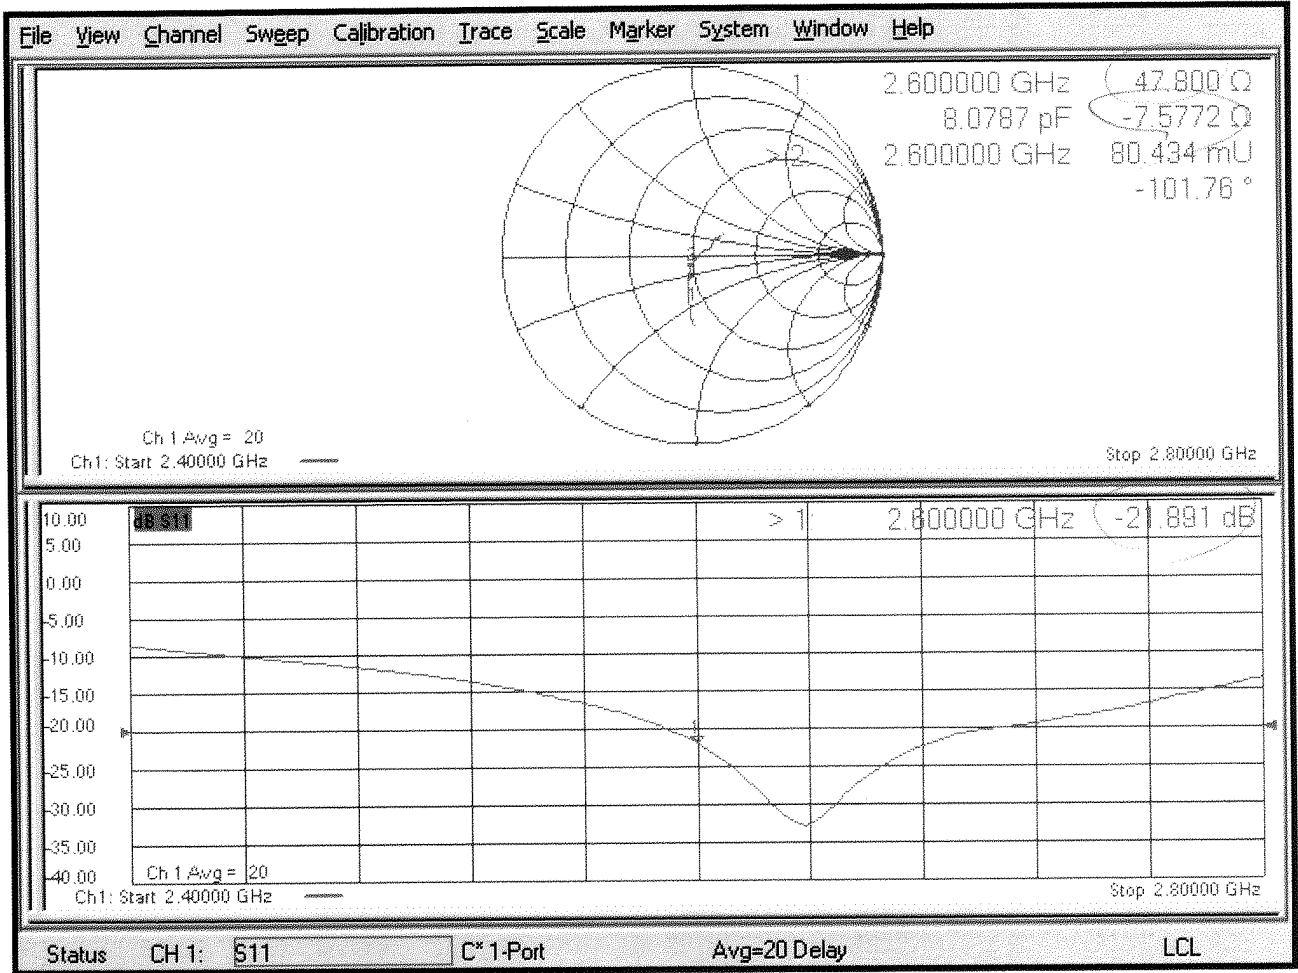 File View Channel Sweep Calibration Trace Scale Marker System Window Help
1: 2.600000 GHz 47.800 Ω
8.0787 pF -7.5772 Ω
> 2: 2.600000 GHz 80.434 mU
-101.76 °
Ch 1 Avg = 20
Ch1: Start 2.40000 GHz
Stop 2.80000 GHz
10.00 dB S11 > 1: 2.600000 GHz -21.891 dB
5.00
0.00
-5.00
-10.00
-15.00
-20.00
-25.00
-30.00
-35.00
-40.00 Ch 1 Avg = 20
Ch1: Start 2.40000 GHz
Stop 2.80000 GHz
Status CH 1: S11 C* 1-Port Avg=20 Delay LCL